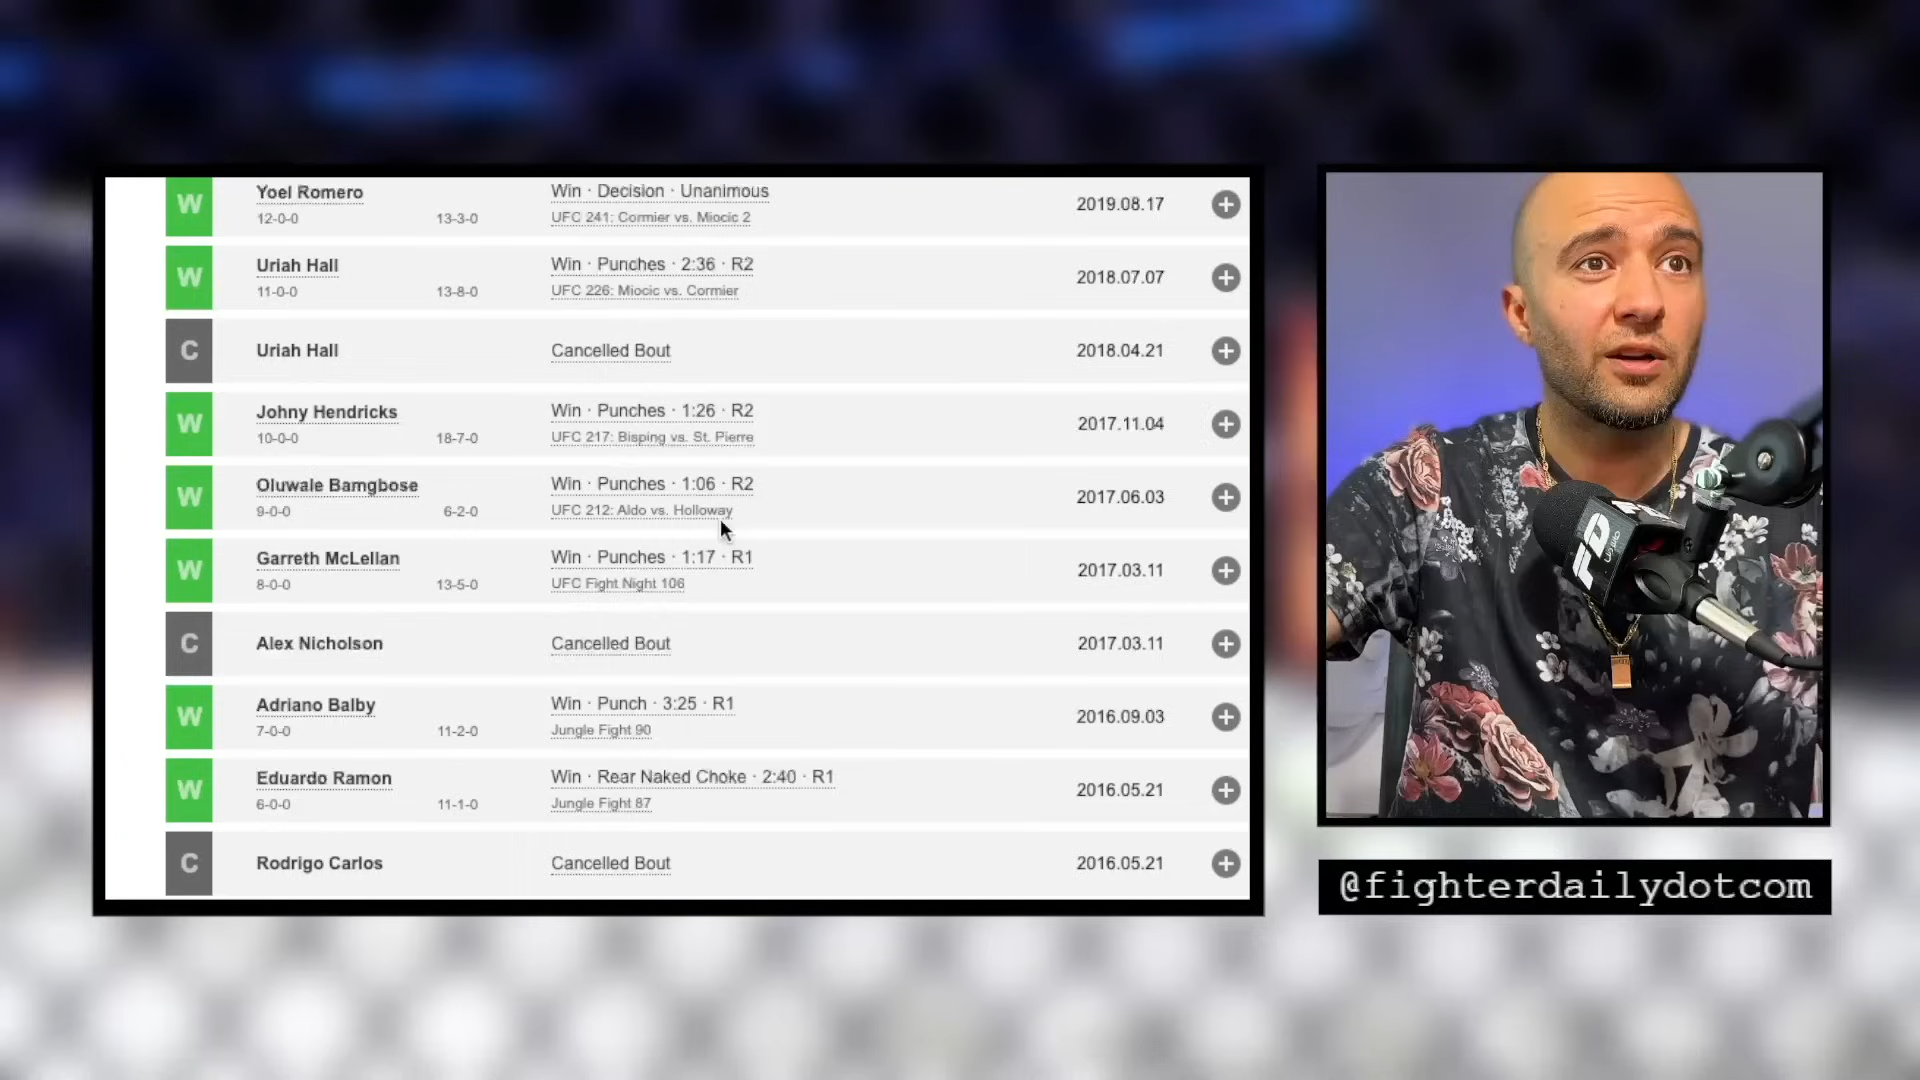 W
Yoel Romero
12-0-0 13-3-0
Win · Decision · Unanimous
UFC 241: Cormier vs. Miocic 2
2019.08.17
W
Uriah Hall
11-0-0 13-8-0
Win · Punches · 2:36 · R2
UFC 226: Miocic vs. Cormier
2018.07.07
C
Uriah Hall
Cancelled Bout
2018.04.21
W
Johny Hendricks
10-0-0 18-7-0
Win · Punches · 1:26 · R2
UFC 217: Bisping vs. St. Pierre
2017.11.04
W
Oluwale Bamgbose
9-0-0 6-2-0
Win · Punches · 1:06 · R2
UFC 212: Aldo vs. Holloway
2017.06.03
W
Garreth McLellan
8-0-0 13-5-0
Win · Punches · 1:17 · R1
UFC Fight Night 106
2017.03.11
C
Alex Nicholson
Cancelled Bout
2017.03.11
W
Adriano Balby
7-0-0 11-2-0
Win · Punch · 3:25 · R1
Jungle Fight 90
2016.09.03
W
Eduardo Ramon
6-0-0 11-1-0
Win · Rear Naked Choke · 2:40 · R1
Jungle Fight 87
2016.05.21
C
Rodrigo Carlos
Cancelled Bout
2016.05.21
FD
@fighterdailydotcom